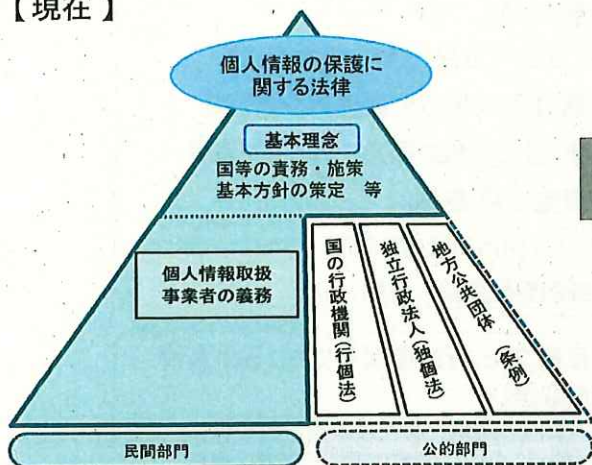 【現在】
個人情報の保護に
関する法律
基本理念
国等の責務・施策
基本方針の策定　等
個人情報取扱
事業者の義務
国の行政機関(行個法)
独立行政法人(独個法)
地方公共団体　(条例)
民間部門
公的部門